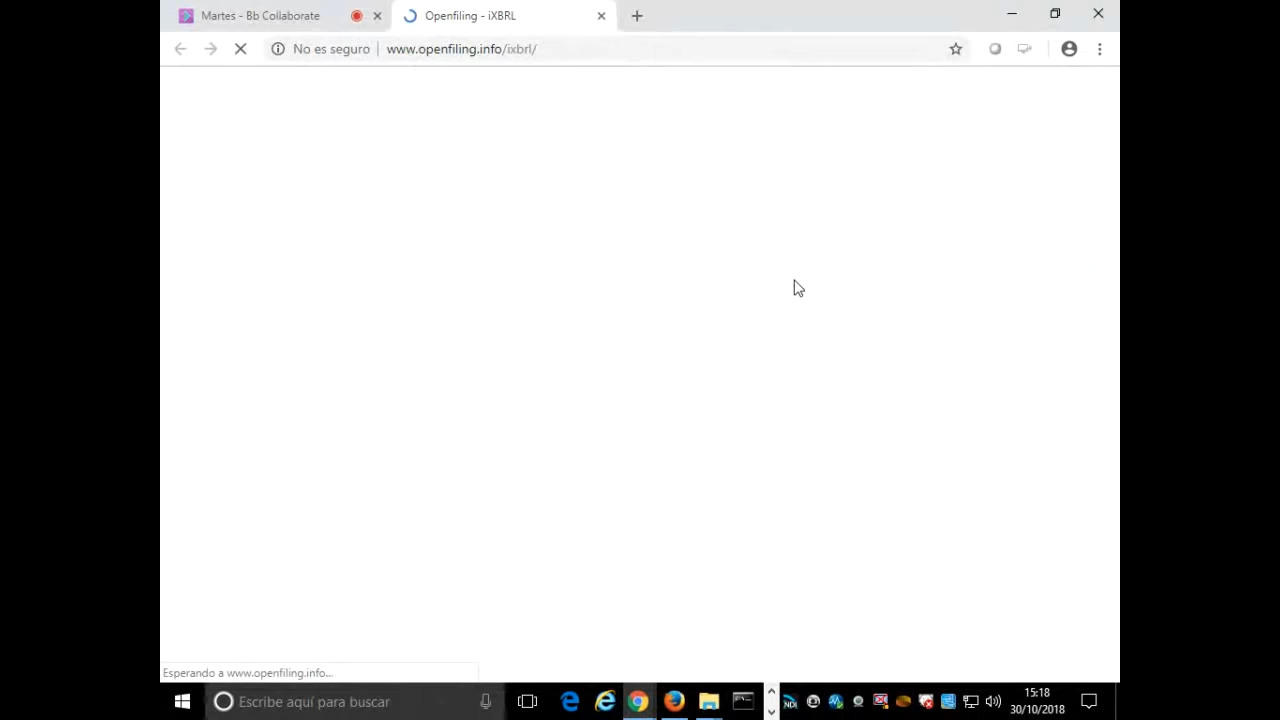 Martes - Bb Collaborate
Openfiling - iXBRL
No es seguro
www.openfiling.info/ixbrl/
Esperando a www.openfiling.info...
Escribe aquí para buscar
NDI
15:18
30/10/2018